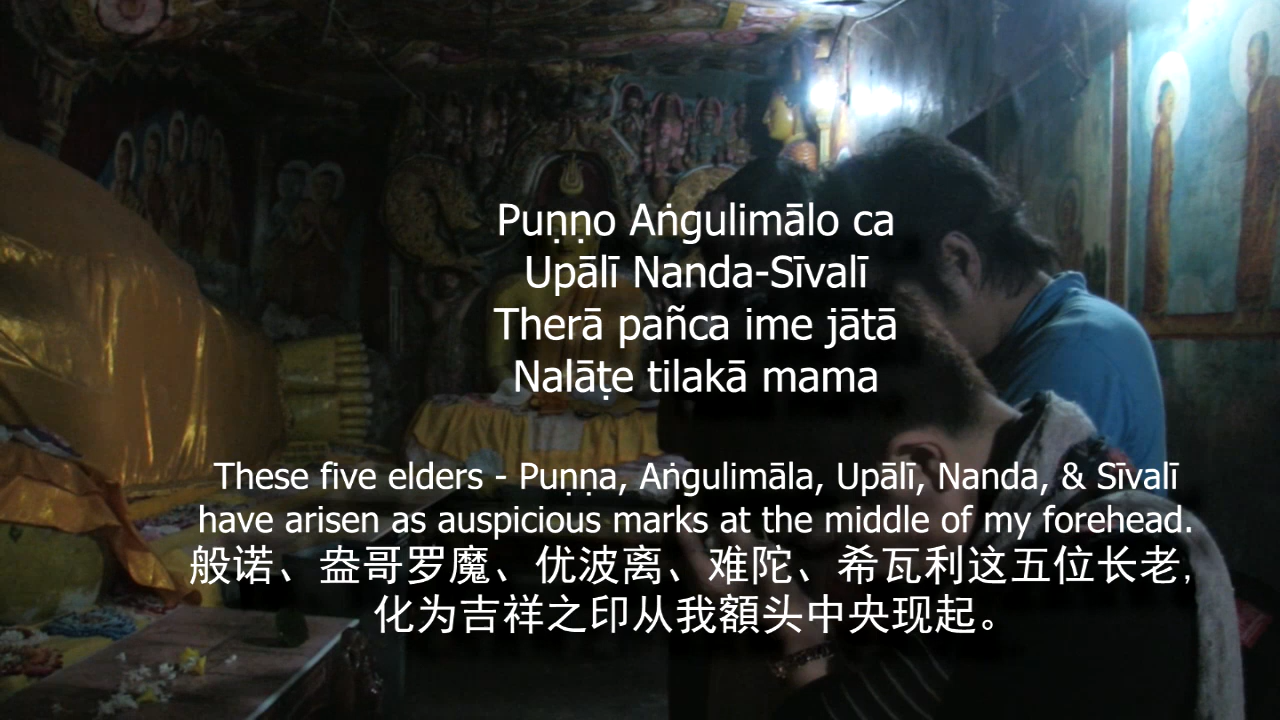 Puṇṇo Aṅgulimālo ca
Upālī Nanda-Sīvalī
Therā pañca ime jātā
Nalāṭe tilakā mama
These five elders - Puṇṇa, Aṅgulimāla, Upālī, Nanda, & Sīvalī
have arisen as auspicious marks at the middle of my forehead.
般诺、盎哥罗魔、优波离、难陀、希瓦利这五位长老,
化为吉祥之印从我額头中央现起。